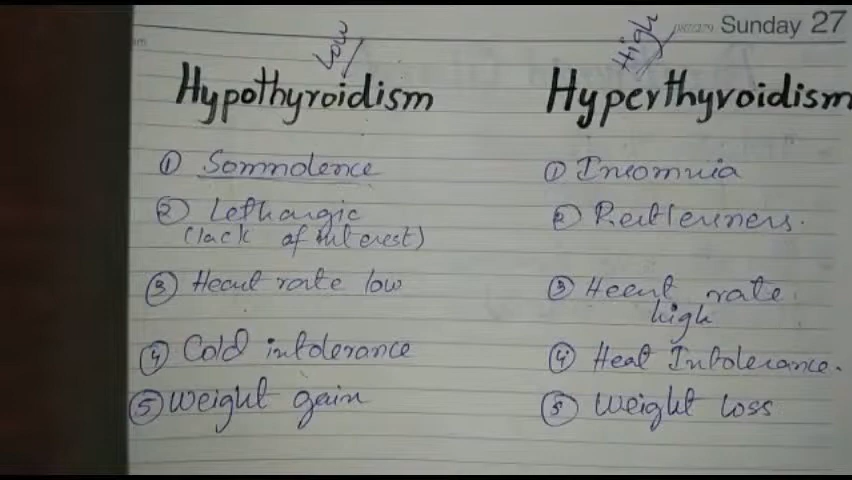 Sunday 27
Low
High
Hypothyroidism
Hyperthyroidism
① Somnolence
② Lethargic
(lack of interest)
③ Heart rate low
④ Cold intolerance
⑤ Weight gain
① Insomnia
② Restlessness.
③ Heart rate
high
④ Heat Intolerance.
⑤ Weight loss